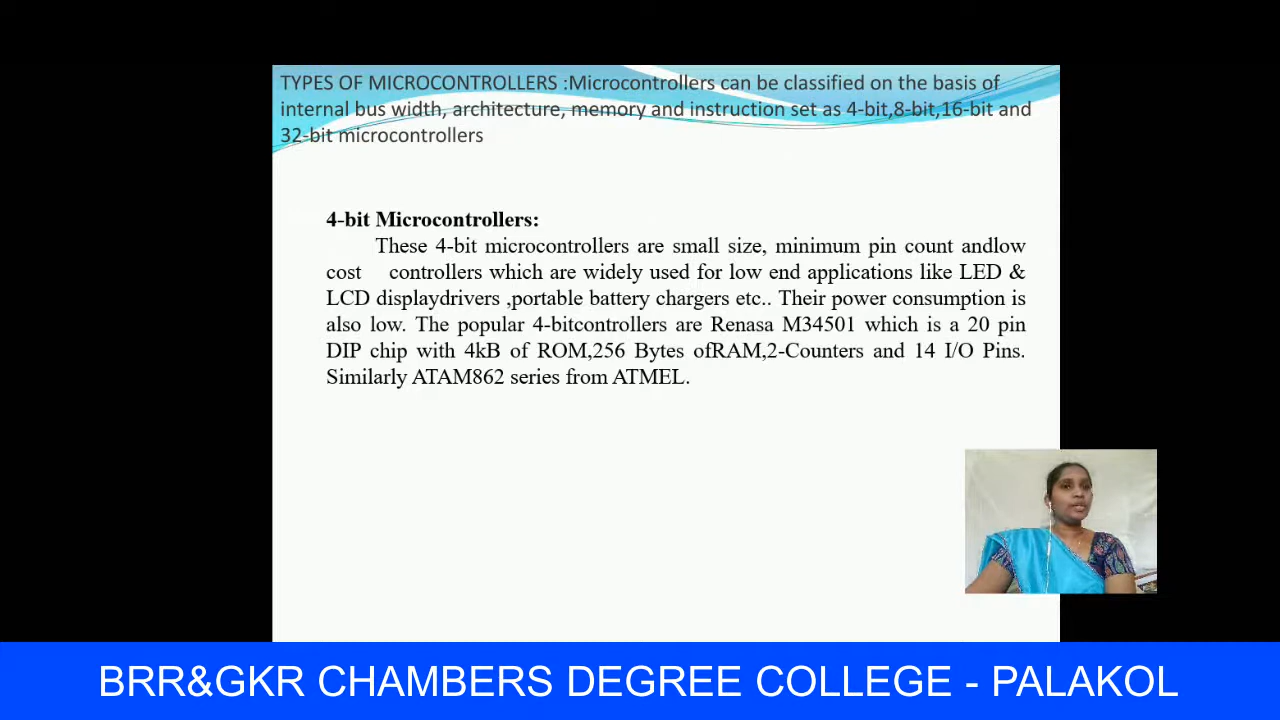 TYPES OF MICROCONTROLLERS :Microcontrollers can be classified on the basis of
internal bus width, architecture, memory and instruction set as 4-bit,8-bit,16-bit and
32-bit microcontrollers
4-bit Microcontrollers:
These 4-bit microcontrollers are small size, minimum pin count andlow
cost controllers which are widely used for low end applications like LED &
LCD displaydrivers ,portable battery chargers etc.. Their power consumption is
also low. The popular 4-bitcontrollers are Renasa M34501 which is a 20 pin
DIP chip with 4kB of ROM,256 Bytes ofRAM,2-Counters and 14 I/O Pins.
Similarly ATAM862 series from ATMEL.
BRR&GKR CHAMBERS DEGREE COLLEGE - PALAKOL